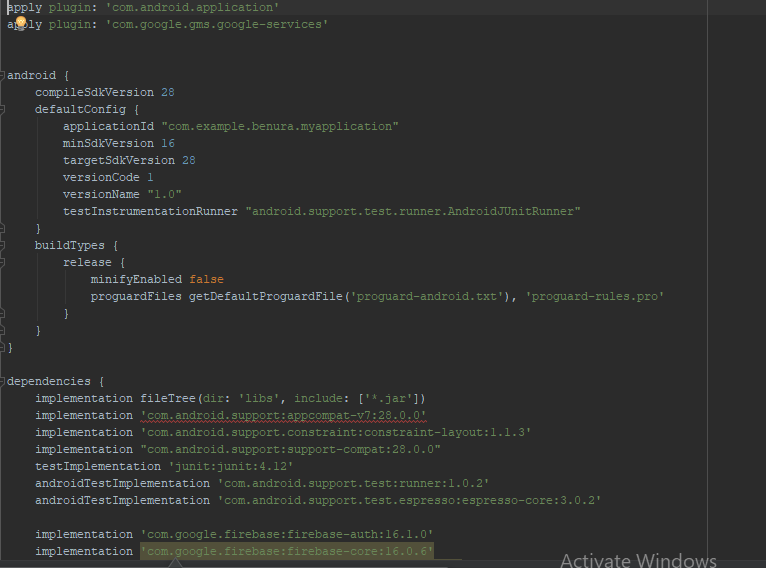 apply plugin: 'com.android.application'
apply plugin: 'com.google.gms.google-services'
android {
compileSdkVersion 28
defaultConfig {
applicationId "com.example.benura.myapplication"
minSdkVersion 16
targetSdkVersion 28
versionCode 1
versionName "1.0"
testInstrumentationRunner "android.support.test.runner.AndroidJUnitRunner"
}
buildTypes {
release {
minifyEnabled false
proguardFiles getDefaultProguardFile('proguard-android.txt'), 'proguard-rules.pro'
}
}
}
dependencies {
implementation fileTree(dir: 'libs', include: ['*.jar'])
implementation 'com.android.support:appcompat-v7:28.0.0'
implementation 'com.android.support.constraint:constraint-layout:1.1.3'
implementation "com.android.support:support-compat:28.0.0"
testImplementation 'junit:junit:4.12'
androidTestImplementation 'com.android.support.test:runner:1.0.2'
androidTestImplementation 'com.android.support.test.espresso:espresso-core:3.0.2'
implementation 'com.google.firebase:firebase-auth:16.1.0'
implementation 'com.google.firebase:firebase-core:16.0.6'
Activate Windows